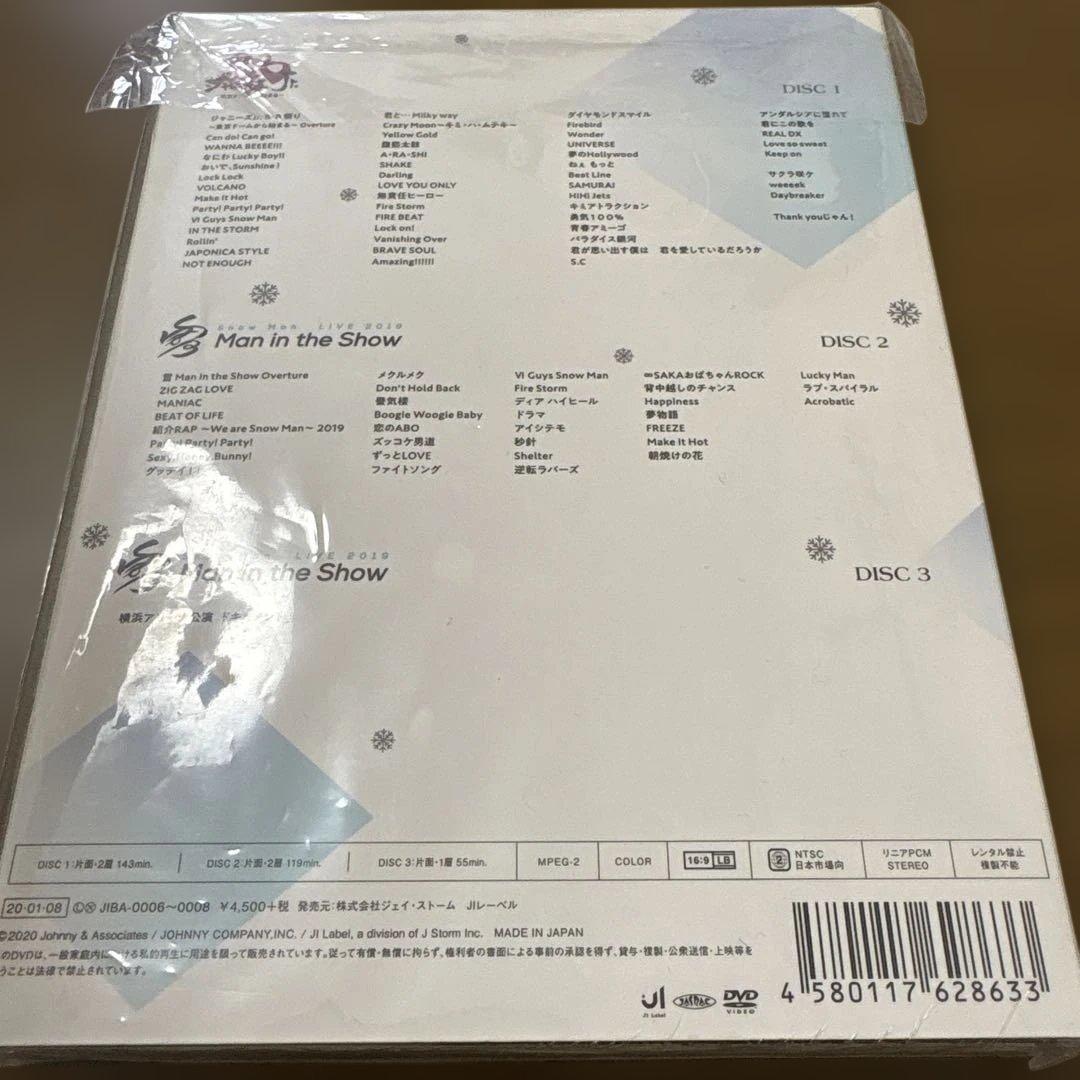 DISC 1
ジャニーズJr. 8・8祭り
～東京ドームから始まる～ Overture
Can do! Can go!
WANNA BEEEE!!!
なにわ Lucky Boy!!
おいで、Sunshine!
Lock Lock
VOLCANO
Make It Hot
Party! Party! Party!
VI Guys Snow Man
IN THE STORM
Rollin'
JAPONICA STYLE
NOT ENOUGH
君と…Milky way
Crazy Moon～キミ・ハ・ムテキ～
Yellow Gold
腹筋太鼓
A・RA・SHI
SHAKE
Darling
LOVE YOU ONLY
無責任ヒーロー
Fire Storm
FIRE BEAT
Lock on!
Vanishing Over
BRAVE SOUL
Amazing!!!!!!
ダイヤモンドスマイル
Firebird
Wonder
UNIVERSE
夢のHollywood
ねぇ もっと
Best Line
SAMURAI
HiHi Jets
キミアトラクション
勇気100%
青春アミーゴ
パラダイス銀河
君が思い出す僕は 君を愛しているだろうか
S.C
アンダルシアに憧れて
君にこの歌を
REAL DX
Love so sweet
Keep on
サクラ咲ケ
weeeek
Daybreaker
Thank youじゃん!
Snow Man LIVE 2019
Man in the Show
DISC 2
雪 Man in the Show Overture
ZIG ZAG LOVE
MANIAC
BEAT OF LIFE
紹介RAP ～We are Snow Man～ 2019
Party! Party! Party!
Sexy.Honey.Bunny!
グッテイ!!
メクルメク
Don't Hold Back
蜃気楼
Boogie Woogie Baby
恋のABO
ズッコケ男道
ずっとLOVE
ファイトソング
VI Guys Snow Man
Fire Storm
ディア ハイヒール
ドラマ
アイシテモ
秒針
Shelter
逆転ラバーズ
∞SAKAおばちゃんROCK
背中越しのチャンス
Happiness
夢物語
FREEZE
Make It Hot
朝焼けの花
Lucky Man
ラブ・スパイラル
Acrobatic
LIVE 2019
Man in the Show
DISC 3
横浜ア 公演
DISC 1:片面・2層 143min.
DISC 2:片面・2層 119min.
DISC 3:片面・1層 55min.
MPEG-2
COLOR
16:9 LB
2
NTSC
日本市場向
リニアPCM
STEREO
レンタル禁止
複製不能
20・01・08 JIBA-0006～0008 ￥4,500＋税 発売元:株式会社ジェイ・ストーム JIレーベル
©2020 Johnny & Associates / JOHNNY COMPANY,INC. / JI Label, a division of J Storm Inc. MADE IN JAPAN
のDVDは、一般家庭内における私的再生に用途を限って販売されています。従って有償・無償に拘らず、権利者の書面による事前の承認を得ず、貸与・複製・公衆送信・上映等を
うことは法律で禁止されています。
JI
JI Label
JASRAC
DVD
VIDEO
4 580117 628633